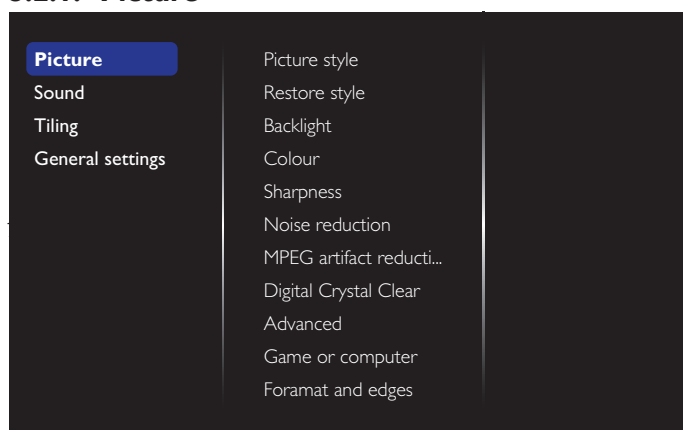 Picture
Sound
Tiling
General settings
Picture style
Restore style
Backlight
Colour
Sharpness
Noise reduction
MPEG artifact reducti...
Digital Crystal Clear
Advanced
Game or computer
Foramat and edges